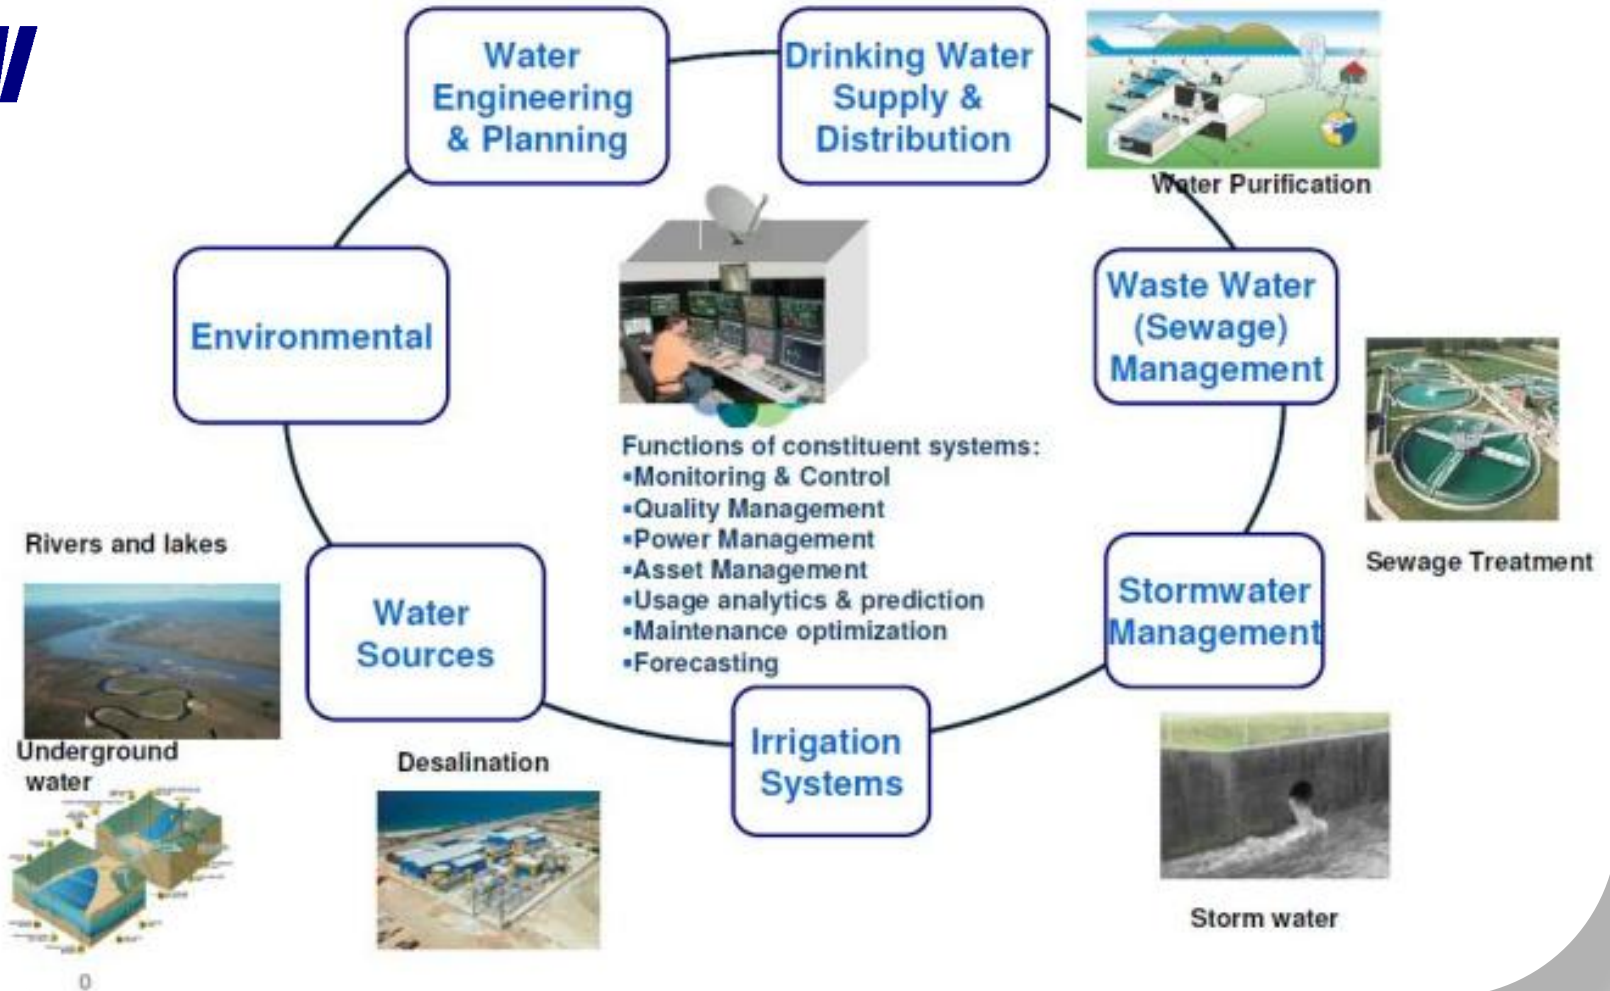 Water
Engineering
& Planning
Drinking Water
Supply &
Distribution
Water Purification
Environmental
Waste Water
(Sewage)
Management
Functions of constituent systems:
▪Monitoring & Control
▪Quality Management
▪Power Management
▪Asset Management
▪Usage analytics & prediction
▪Maintenance optimization
▪Forecasting
Rivers and lakes
Sewage Treatment
Water
Sources
Stormwater
Management
Underground
water
Desalination
Irrigation
Systems
Storm water
0